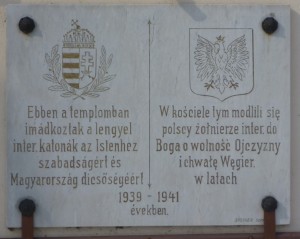 Ebben a templomban
imádkoztak a lengyel
inter. katonák az Istenhez
szabadságért és
Magyarország dicsőségéért
W kościele tym modlili się
polscy żołnierze inter. do
Boga o wolność Ojczyzny
i chwałę Węgier
w latach
1939 - 1941
években.